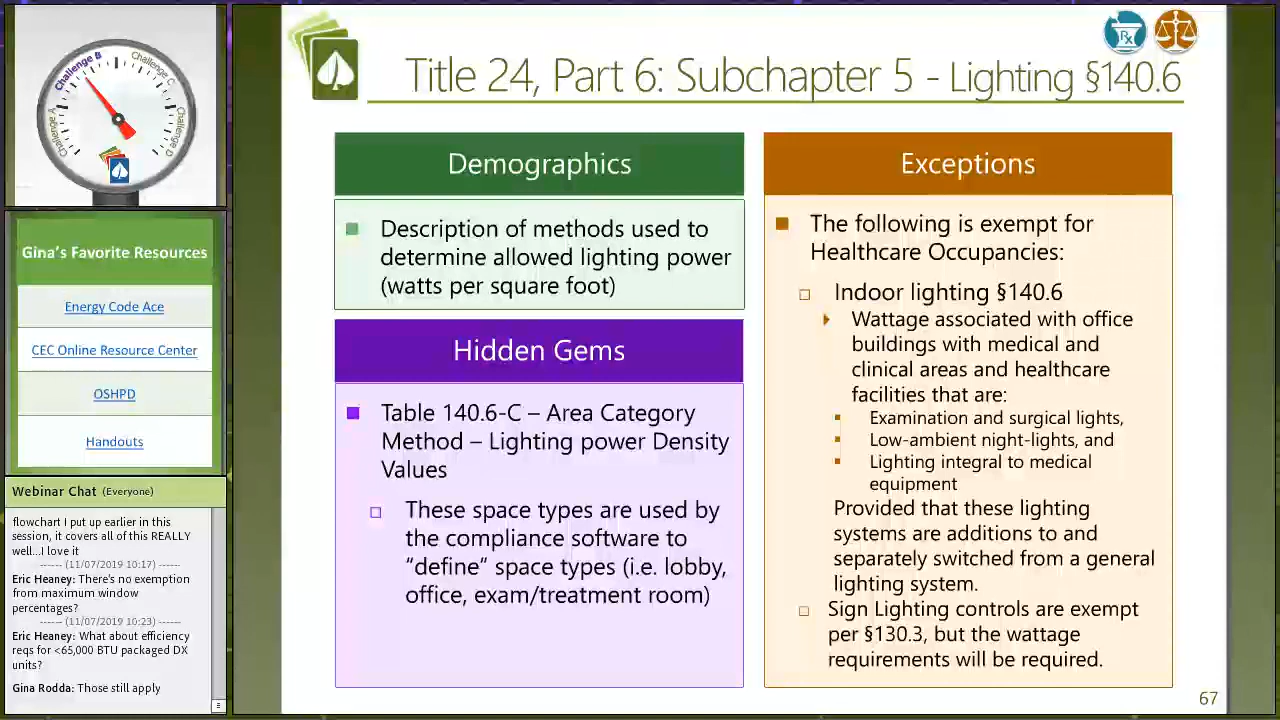 Challenge A
Challenge B
Challenge C
Challenge D
Gina's Favorite Resources
Energy Code Ace
CEC Online Resource Center
OSHPD
Handouts
Webinar Chat (Everyone)
flowchart I put up earlier in this
session, it covers all of this REALLY
well...I love it
------ (11/07/2019 10:17) ------
Eric Heaney: There's no exemption
from maximum window
percentages?
------ (11/07/2019 10:23) ------
Eric Heaney: What about efficiency
reqs for <65,000 BTU packaged DX
units?
Gina Rodda: Those still apply
Rx
Title 24, Part 6: Subchapter 5 - Lighting §140.6
Demographics
Description of methods used to
determine allowed lighting power
(watts per square foot)
Hidden Gems
Table 140.6-C – Area Category
Method – Lighting power Density
Values
These space types are used by
the compliance software to
“define” space types (i.e. lobby,
office, exam/treatment room)
Exceptions
The following is exempt for
Healthcare Occupancies:
Indoor lighting §140.6
Wattage associated with office
buildings with medical and
clinical areas and healthcare
facilities that are:
Examination and surgical lights,
Low-ambient night-lights, and
Lighting integral to medical
equipment
Provided that these lighting
systems are additions to and
separately switched from a general
lighting system.
Sign Lighting controls are exempt
per §130.3, but the wattage
requirements will be required.
67